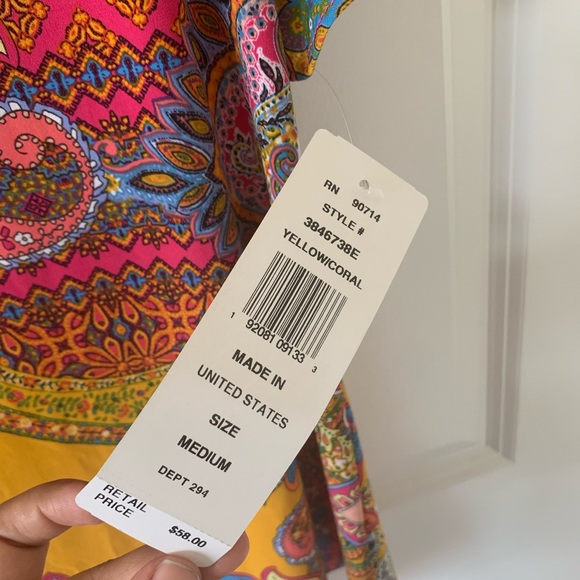 RN 90714
STYLE #
3846738E
YELLOW/CORAL
1 92081 09133 3
MADE IN
UNITED STATES
SIZE
MEDIUM
DEPT 294
RETAIL
PRICE
$58.00